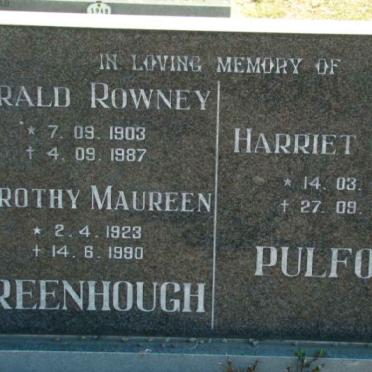 IN LOVING MEMORY OF
RALD ROWNEY
* 7. 09. 1903
† 4. 09. 1987
ROTHY MAUREEN
* 2. 4. 1923
† 14. 6. 1990
REENHOUGH
HARRIET
* 14. 03.
† 27. 09.
PULFO